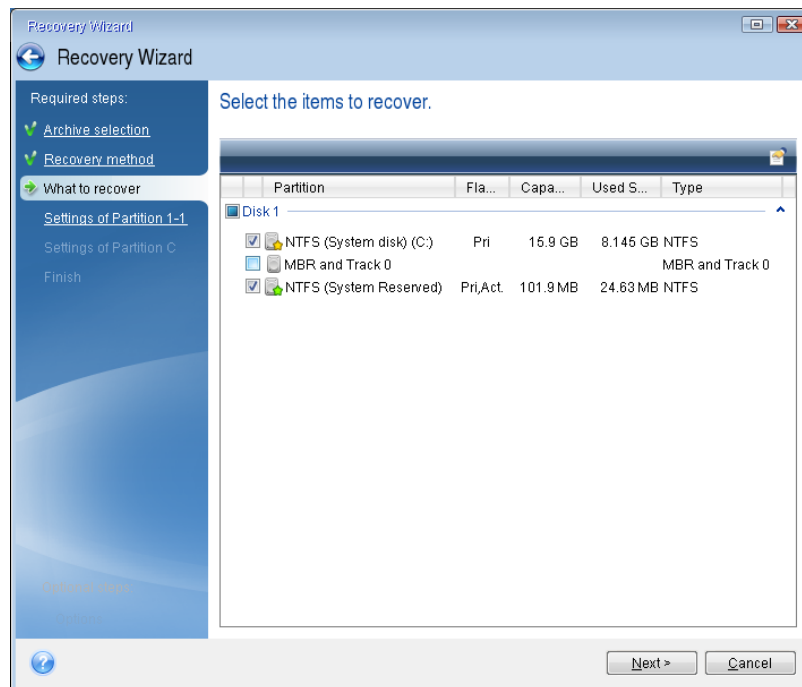 Recovery Wizard
Recovery Wizard
Required steps:
Archive selection
Recovery method
What to recover
Settings of Partition 1-1
Settings of Partition C
Finish
Options
Select the items to recover.
Partition Fla... Capa... Used S... Type
Disk 1
NTFS (System disk) (C:) Pri 15.9 GB 8.145 GB NTFS
MBR and Track 0 MBR and Track 0
NTFS (System Reserved) Pri,Act. 101.9 MB 24.63 MB NTFS
Next >
Cancel